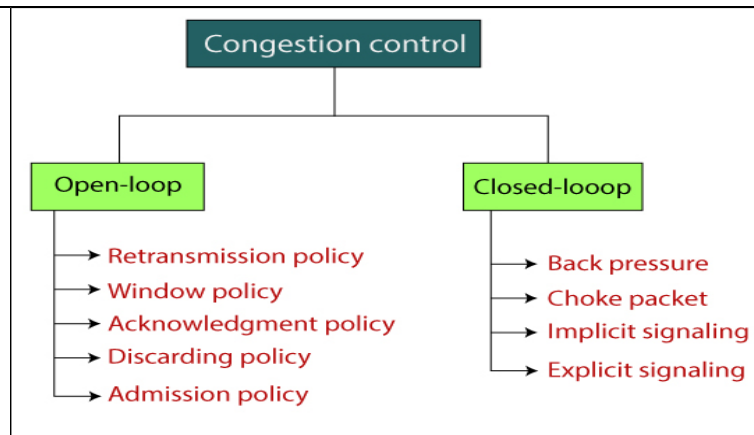 Congestion control
Open-loop
Retransmission policy
Window policy
Acknowledgment policy
Discarding policy
Admission policy
Closed-looop
Back pressure
Choke packet
Implicit signaling
Explicit signaling